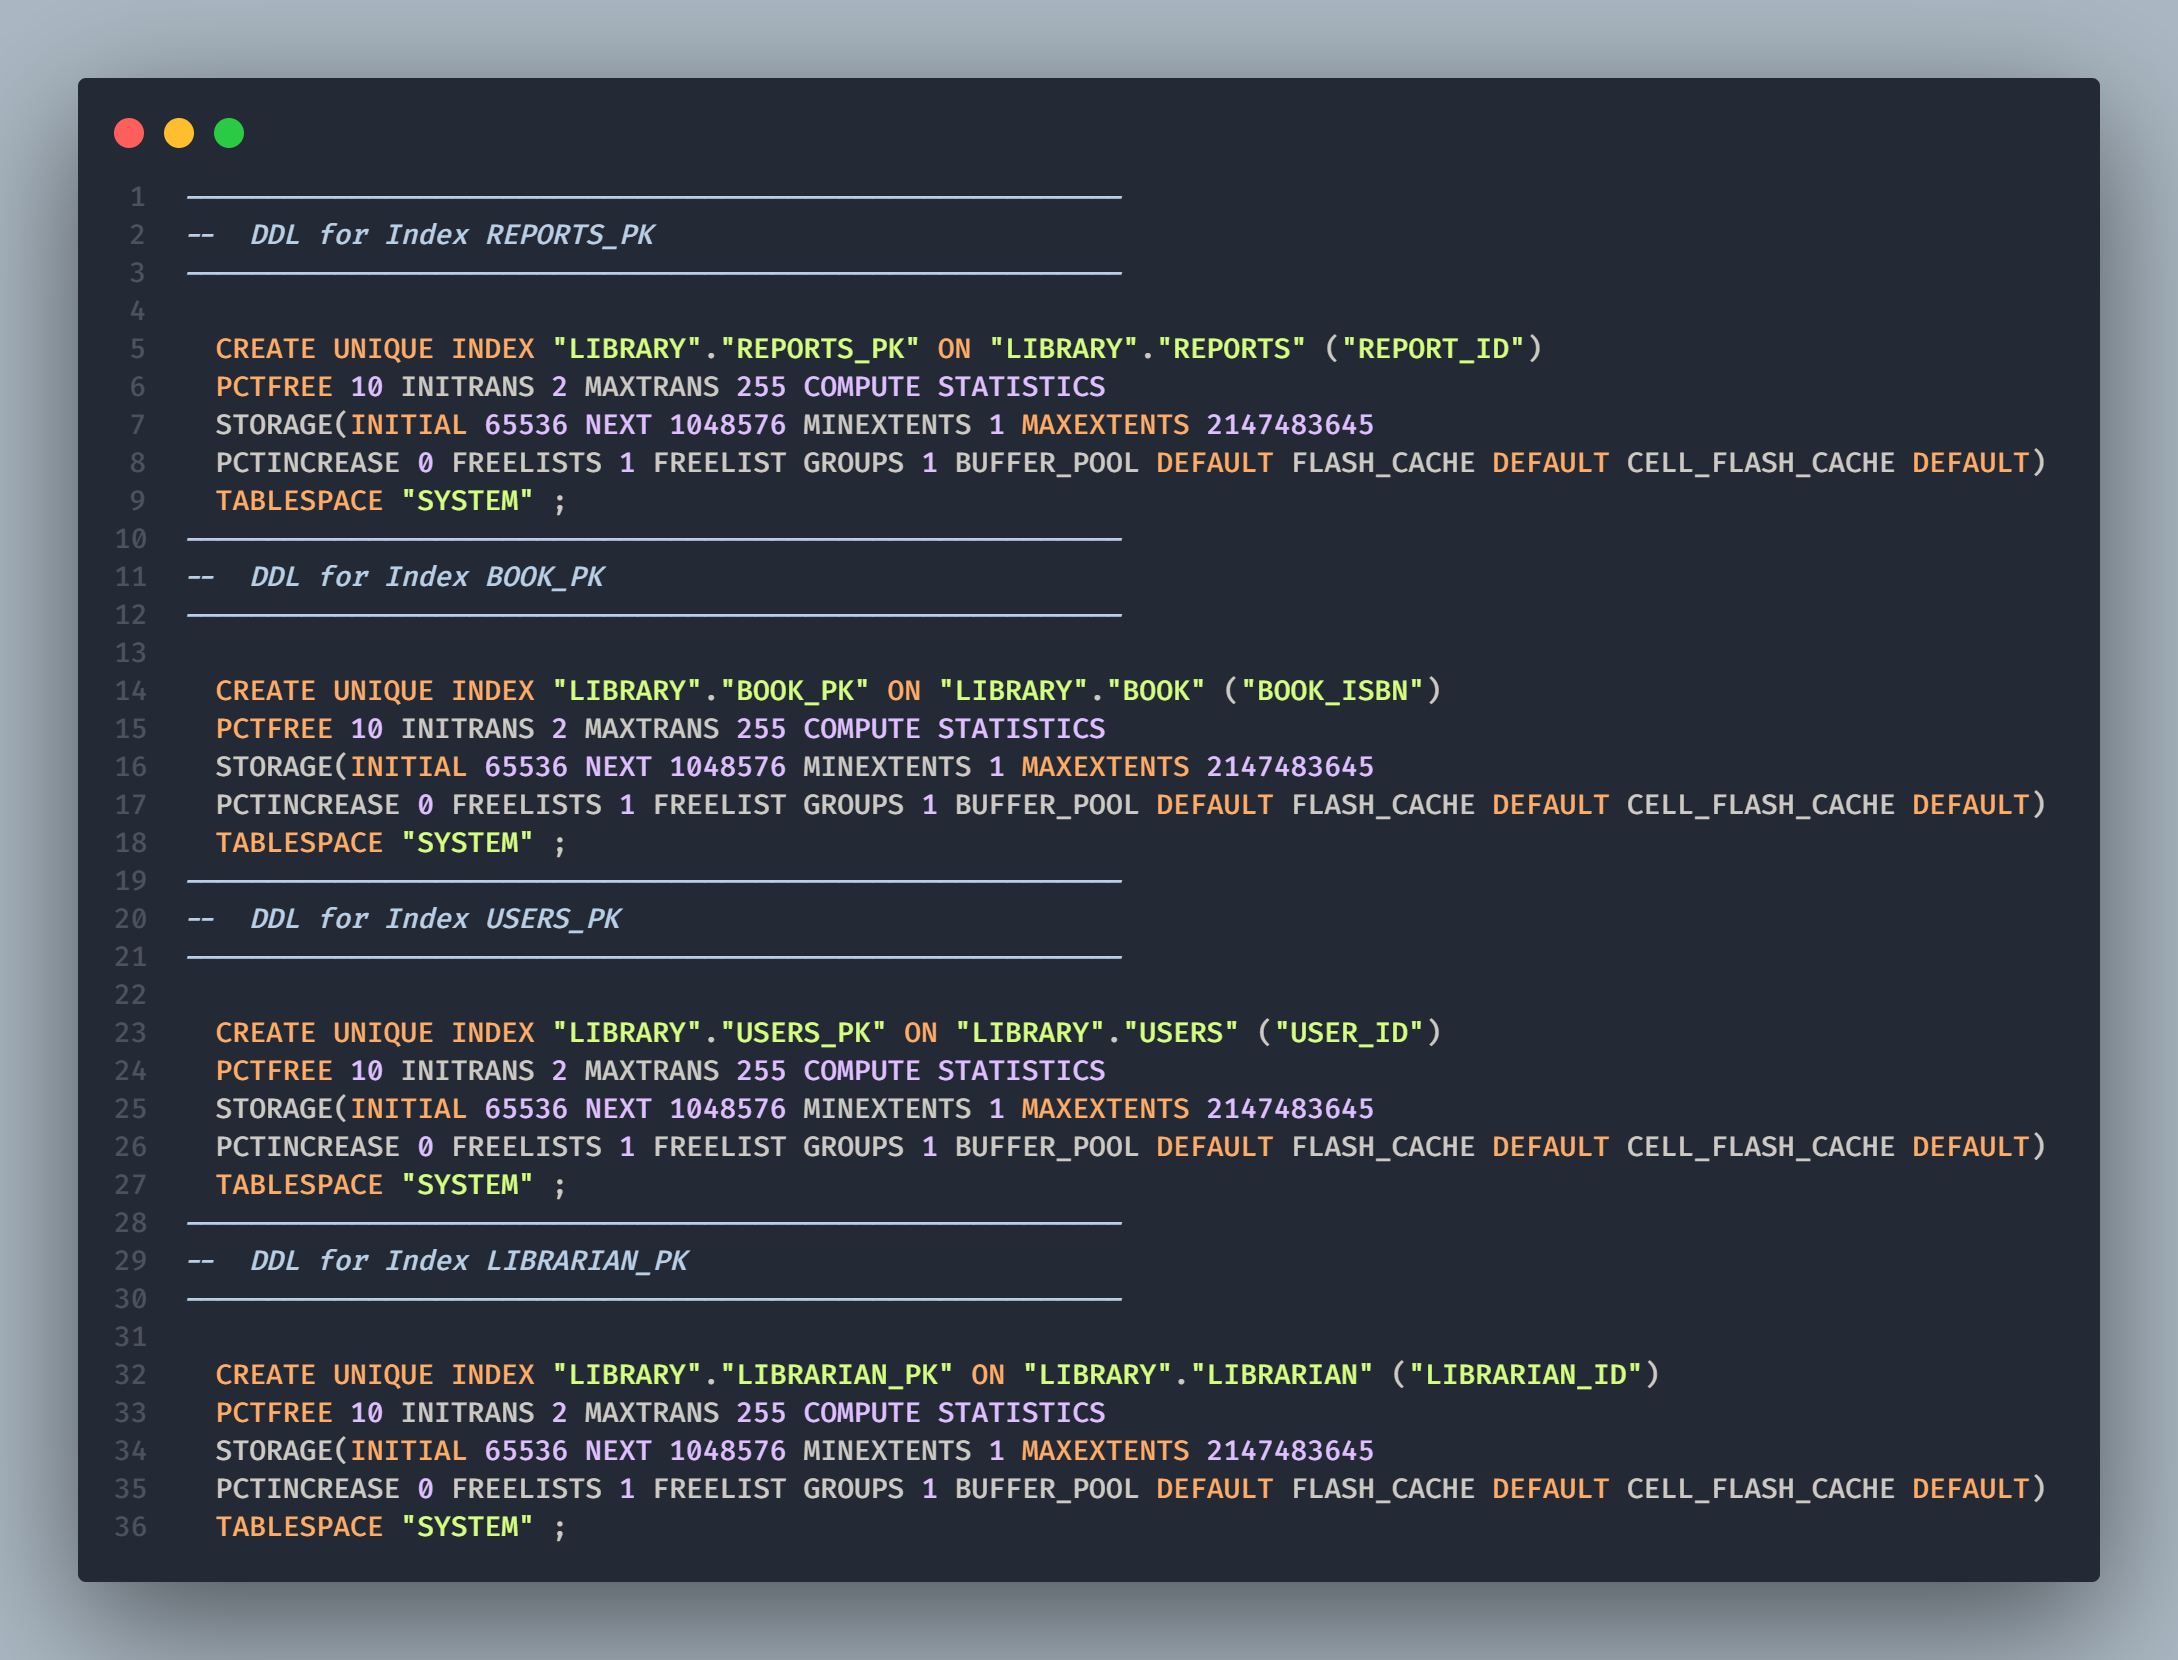 1 --------------------------------------------------------
2 --  DDL for Index REPORTS_PK
3 --------------------------------------------------------
4
5   CREATE UNIQUE INDEX "LIBRARY"."REPORTS_PK" ON "LIBRARY"."REPORTS" ("REPORT_ID")
6   PCTFREE 10 INITRANS 2 MAXTRANS 255 COMPUTE STATISTICS
7   STORAGE(INITIAL 65536 NEXT 1048576 MINEXTENTS 1 MAXEXTENTS 2147483645
8   PCTINCREASE 0 FREELISTS 1 FREELIST GROUPS 1 BUFFER_POOL DEFAULT FLASH_CACHE DEFAULT CELL_FLASH_CACHE DEFAULT)
9   TABLESPACE "SYSTEM" ;
10 --------------------------------------------------------
11 --  DDL for Index BOOK_PK
12 --------------------------------------------------------
13
14   CREATE UNIQUE INDEX "LIBRARY"."BOOK_PK" ON "LIBRARY"."BOOK" ("BOOK_ISBN")
15   PCTFREE 10 INITRANS 2 MAXTRANS 255 COMPUTE STATISTICS
16   STORAGE(INITIAL 65536 NEXT 1048576 MINEXTENTS 1 MAXEXTENTS 2147483645
17   PCTINCREASE 0 FREELISTS 1 FREELIST GROUPS 1 BUFFER_POOL DEFAULT FLASH_CACHE DEFAULT CELL_FLASH_CACHE DEFAULT)
18   TABLESPACE "SYSTEM" ;
19 --------------------------------------------------------
20 --  DDL for Index USERS_PK
21 --------------------------------------------------------
22
23   CREATE UNIQUE INDEX "LIBRARY"."USERS_PK" ON "LIBRARY"."USERS" ("USER_ID")
24   PCTFREE 10 INITRANS 2 MAXTRANS 255 COMPUTE STATISTICS
25   STORAGE(INITIAL 65536 NEXT 1048576 MINEXTENTS 1 MAXEXTENTS 2147483645
26   PCTINCREASE 0 FREELISTS 1 FREELIST GROUPS 1 BUFFER_POOL DEFAULT FLASH_CACHE DEFAULT CELL_FLASH_CACHE DEFAULT)
27   TABLESPACE "SYSTEM" ;
28 --------------------------------------------------------
29 --  DDL for Index LIBRARIAN_PK
30 --------------------------------------------------------
31
32   CREATE UNIQUE INDEX "LIBRARY"."LIBRARIAN_PK" ON "LIBRARY"."LIBRARIAN" ("LIBRARIAN_ID")
33   PCTFREE 10 INITRANS 2 MAXTRANS 255 COMPUTE STATISTICS
34   STORAGE(INITIAL 65536 NEXT 1048576 MINEXTENTS 1 MAXEXTENTS 2147483645
35   PCTINCREASE 0 FREELISTS 1 FREELIST GROUPS 1 BUFFER_POOL DEFAULT FLASH_CACHE DEFAULT CELL_FLASH_CACHE DEFAULT)
36   TABLESPACE "SYSTEM" ;